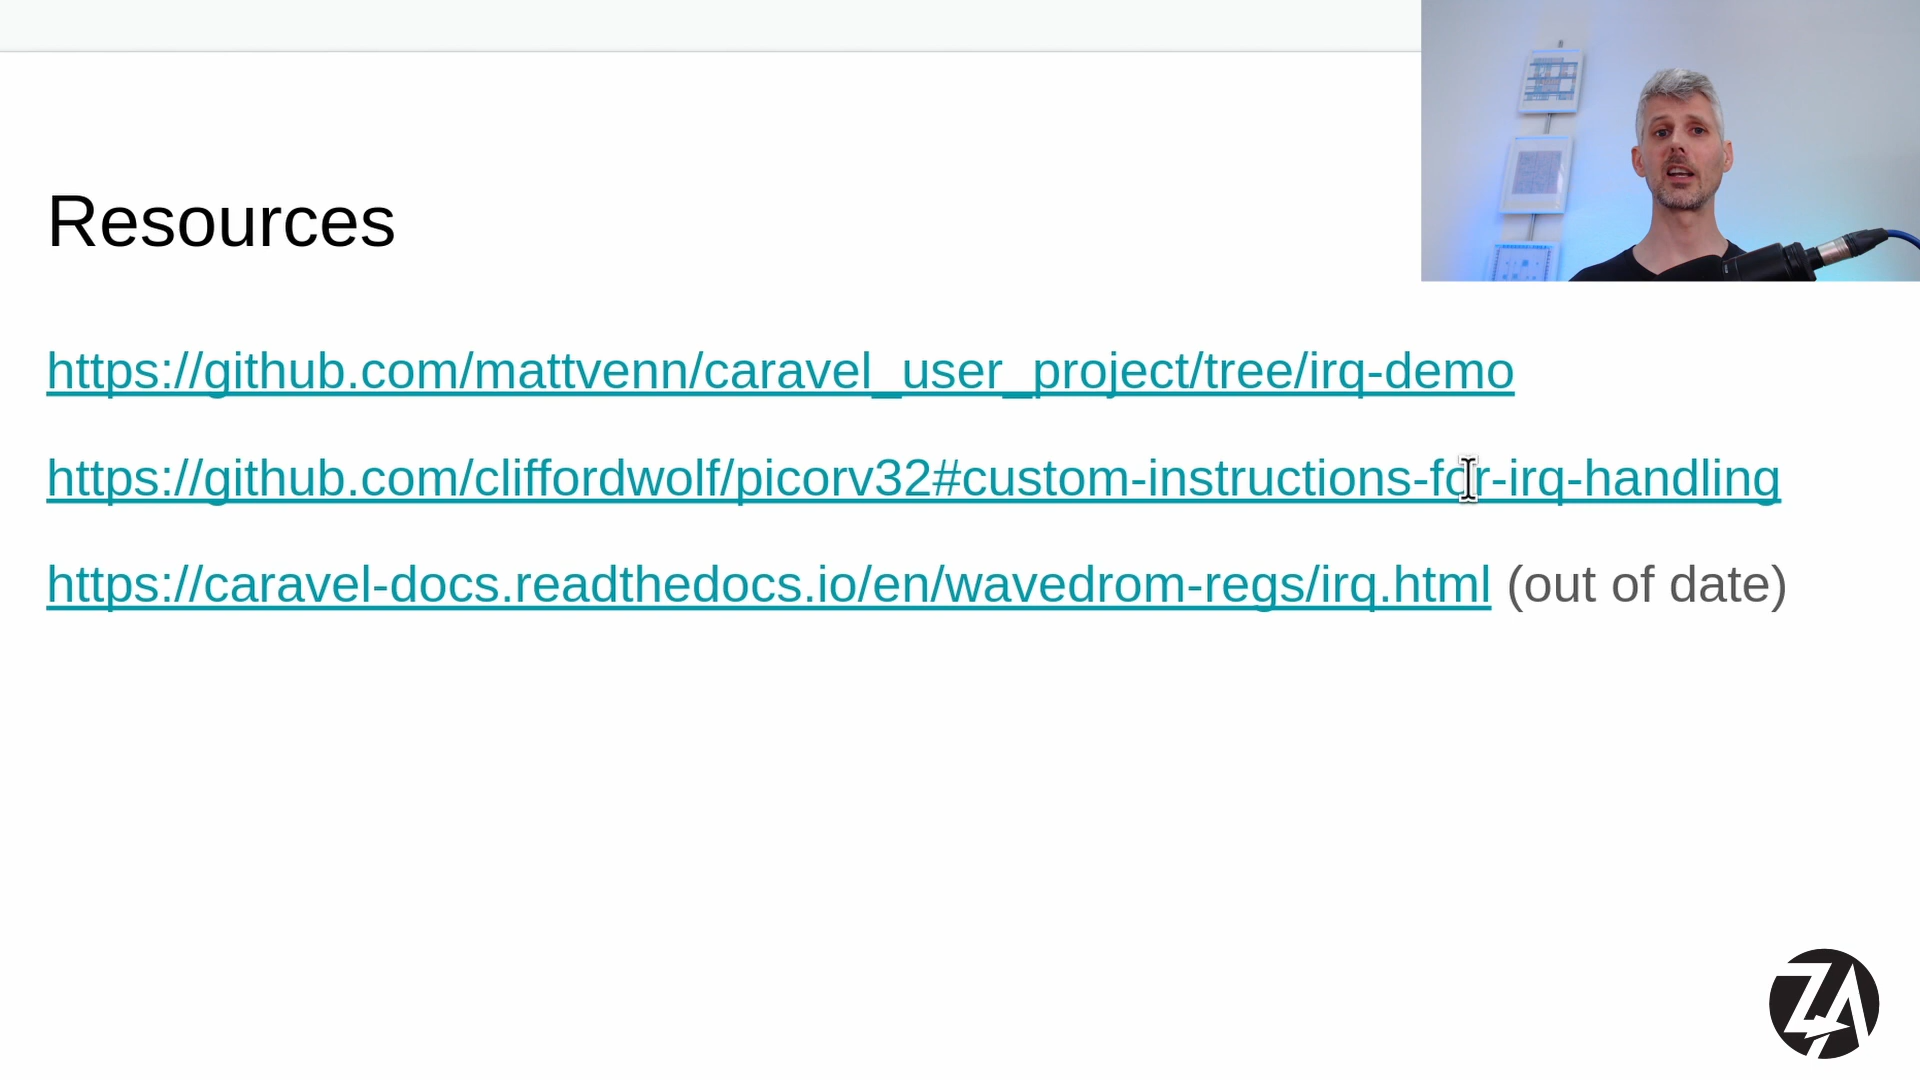 Resources
https://github.com/mattvenn/caravel_user_project/tree/irq-demo
https://github.com/cliffordwolf/picorv32#custom-instructions-for-irq-handling
https://caravel-docs.readthedocs.io/en/wavedrom-regs/irq.html (out of date)
ZA